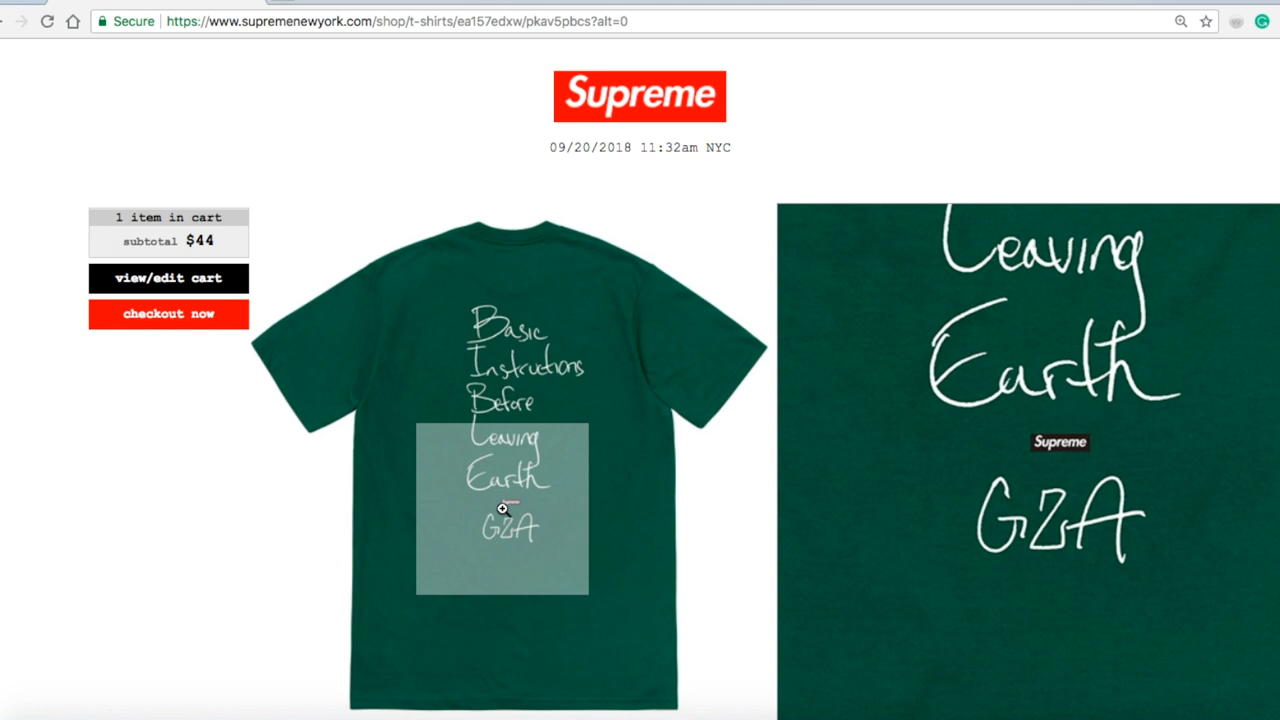 Secure https://www.supremenewyork.com/shop/t-shirts/ea157edxw/pkav5pbcs?alt=0
Supreme
09/20/2018 11:32am NYC
1 item in cart
subtotal $44
view/edit cart
checkout now
Basic
Instructions
Before
Leaving
Earth
Supreme
GZA
Leaving
Earth
Supreme
GZA